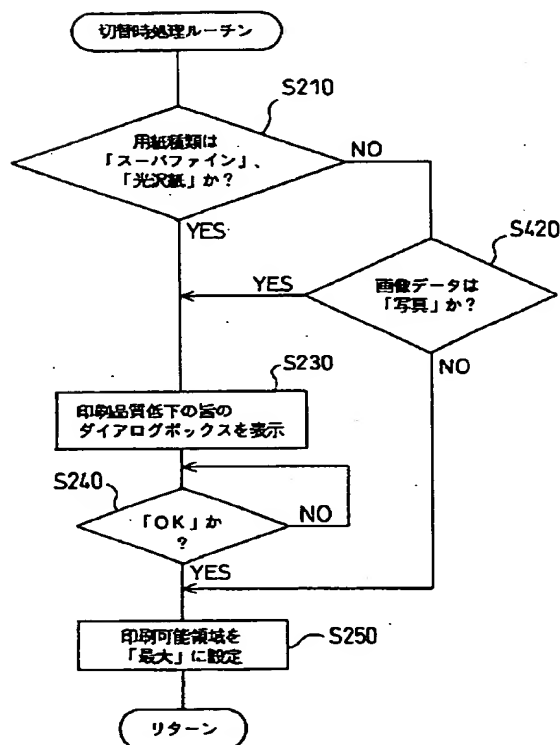 切替時処理ルーチン
S210
用紙種類は
「スーパファイン」、
「光沢紙」か？
NO
YES
S420
画像データは
「写真」か？
YES
NO
S230
印刷品質低下の旨の
ダイアログボックスを表示
S240
「OK」か
？
NO
YES
印刷可能領域を
「最大」に設定
S250
リターン